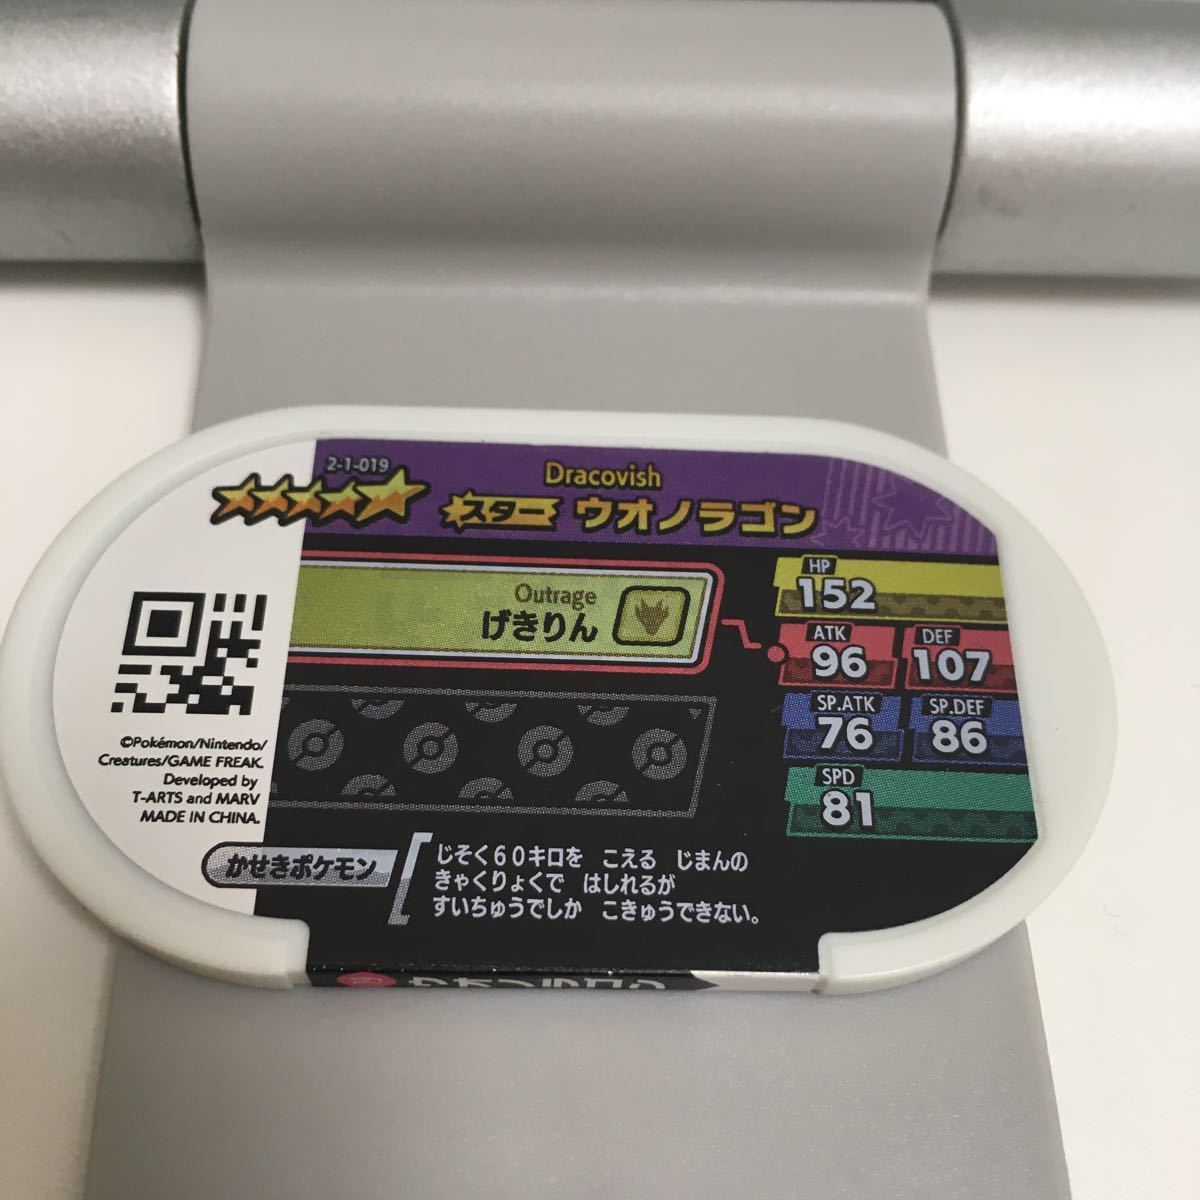 2-1-019
Dracovish
スター ウオノラゴン
Outrage
げきりん
HP
152
ATK
96
DEF
107
SP.ATK
76
SP.DEF
86
SPD
81
©Pokémon/Nintendo/
Creatures/GAME FREAK.
Developed by
T-ARTS and MARV
MADE IN CHINA.
かせきポケモン
じそく60キロを こえる じまんの
きゃくりょくで はしれるが
すいちゅうでしか こきゅうできない。